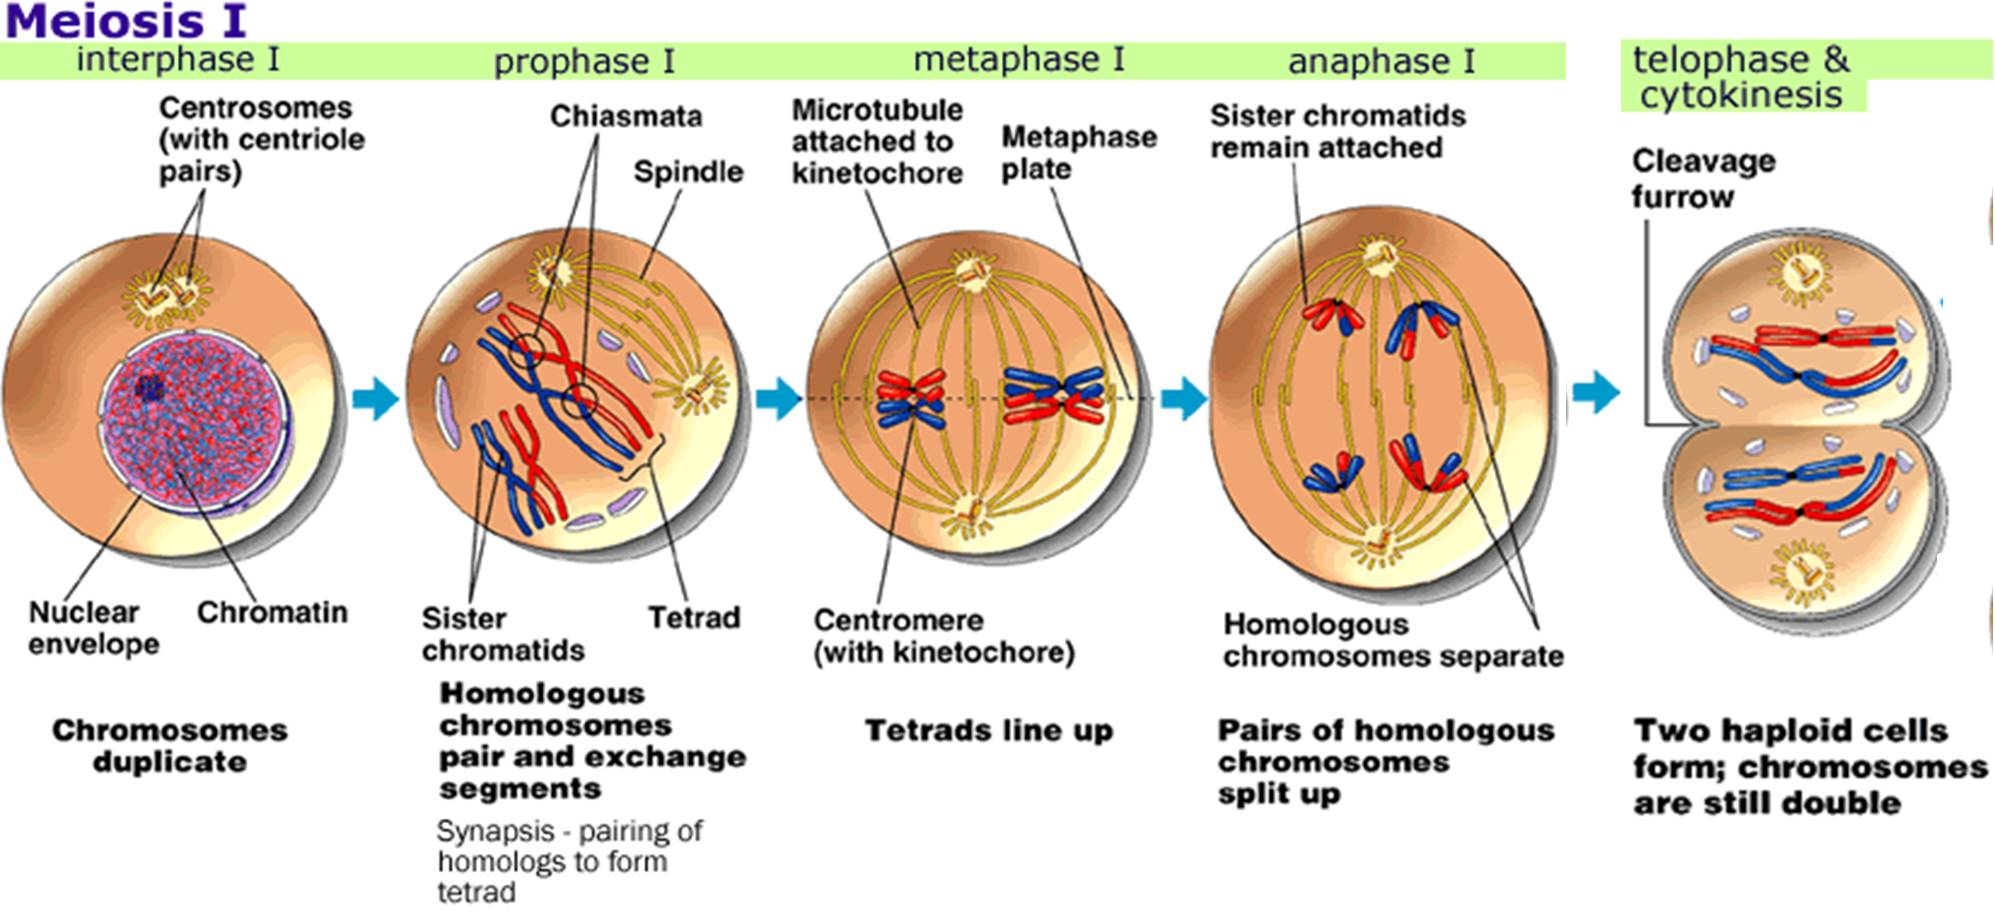 Meiosis I
interphase I
prophase I
metaphase I
anaphase I
telophase &
cytokinesis
Centrosomes
(with centriole
pairs)
Nuclear
envelope
Chromatin
Chromosomes
duplicate
Chiasmata
Spindle
Sister
chromatids
Tetrad
Homologous
chromosomes
pair and exchange
segments
Synapsis - pairing of
homologs to form
tetrad
Microtubule
attached to
kinetochore
Metaphase
plate
Centromere
(with kinetochore)
Tetrads line up
Sister chromatids
remain attached
Homologous
chromosomes separate
Pairs of homologous
chromosomes
split up
Cleavage
furrow
Two haploid cells
form; chromosomes
are still double